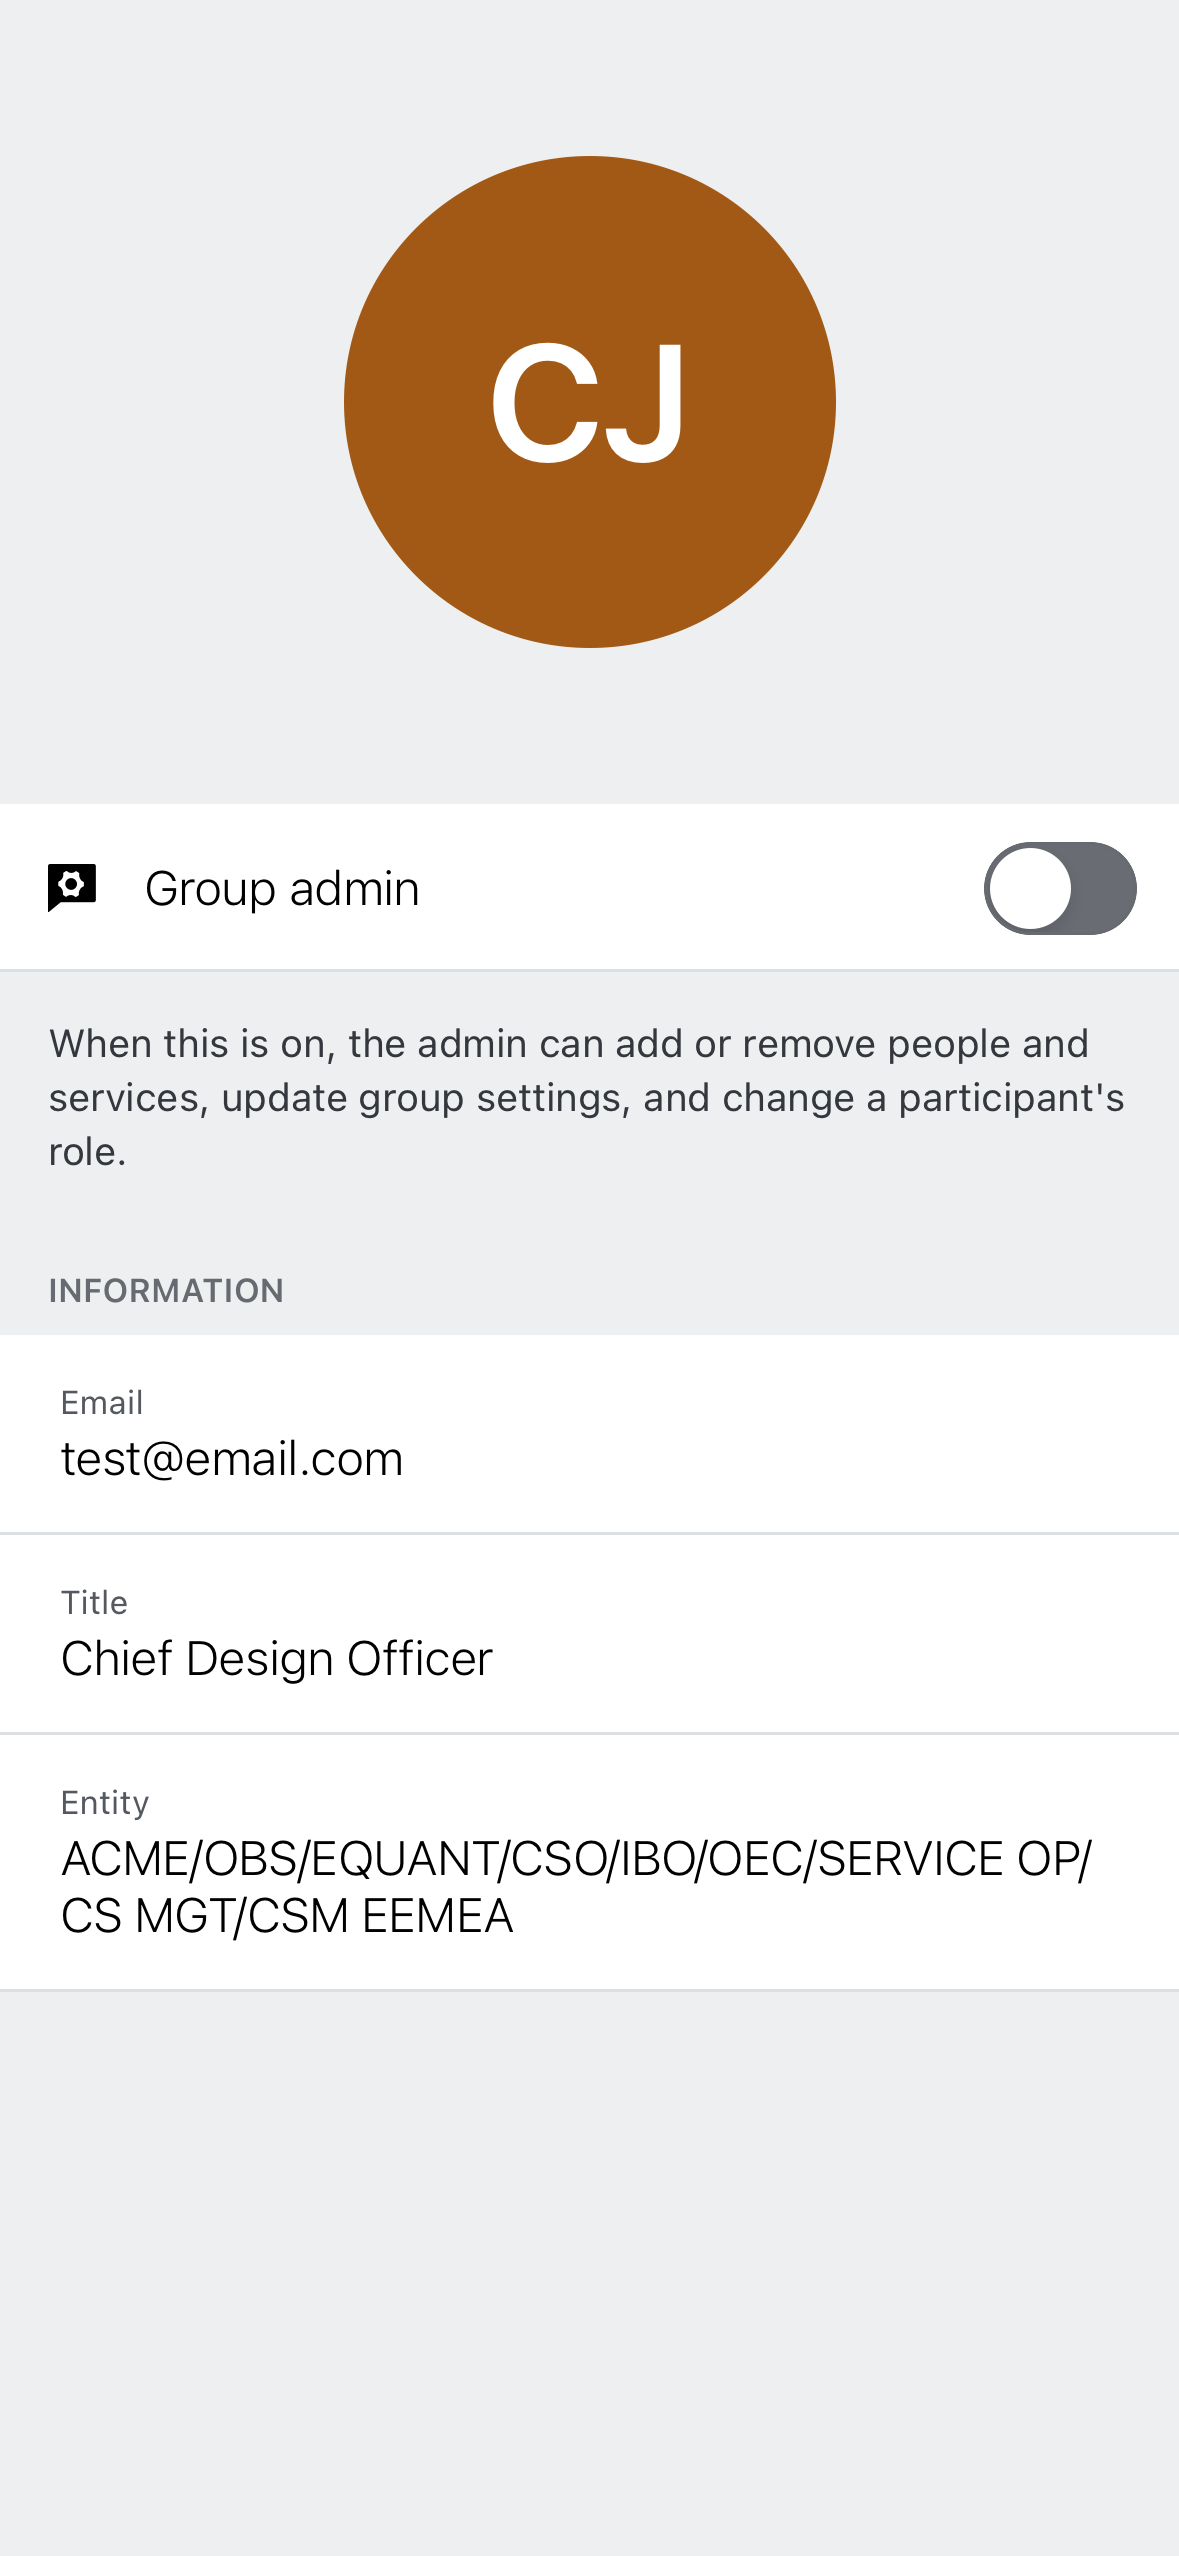 CJ
Group admin
When this is on, the admin can add or remove people and
services, update group settings, and change a participant's
role.
INFORMATION
Email
test@email.com
Title
Chief Design Officer
Entity
ACME/OBS/EQUANT/CSO/IBO/OEC/SERVICE OP/
CS MGT/CSM EEMEA